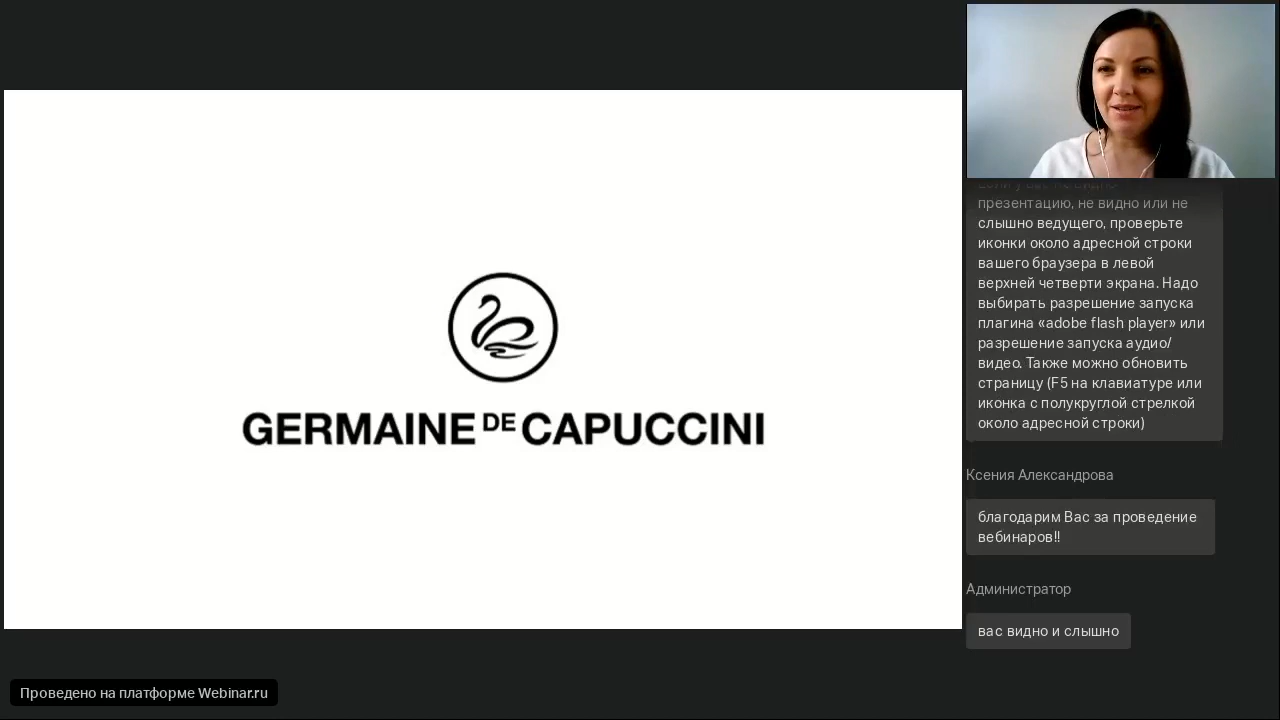 GERMAINE DE CAPUCCINI
презентацию, не видно или не
слышно ведущего, проверьте
иконки около адресной строки
вашего браузера в левой
верхней четверти экрана. Надо
выбирать разрешение запуска
плагина «adobe flash player» или
разрешение запуска аудио/
видео. Также можно обновить
страницу (F5 на клавиатуре или
иконка с полукруглой стрелкой
около адресной строки)
Ксения Александрова
благодарим Вас за проведение
вебинаров!!
Администратор
вас видно и слышно
Проведено на платформе Webinar.ru